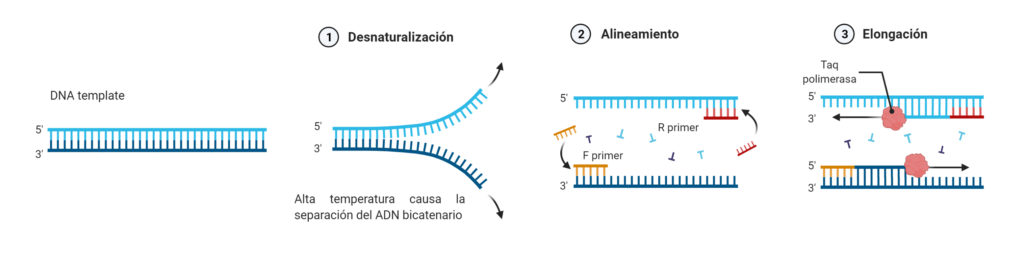 DNA template
5'
3'
1 Desnaturalización
5'
3'
Alta temperatura causa la
separación del ADN bicatenario
2 Alineamiento
5'
R primer
F primer
3'
3 Elongación
Taq
polimerasa
5'
3'
5'
3'